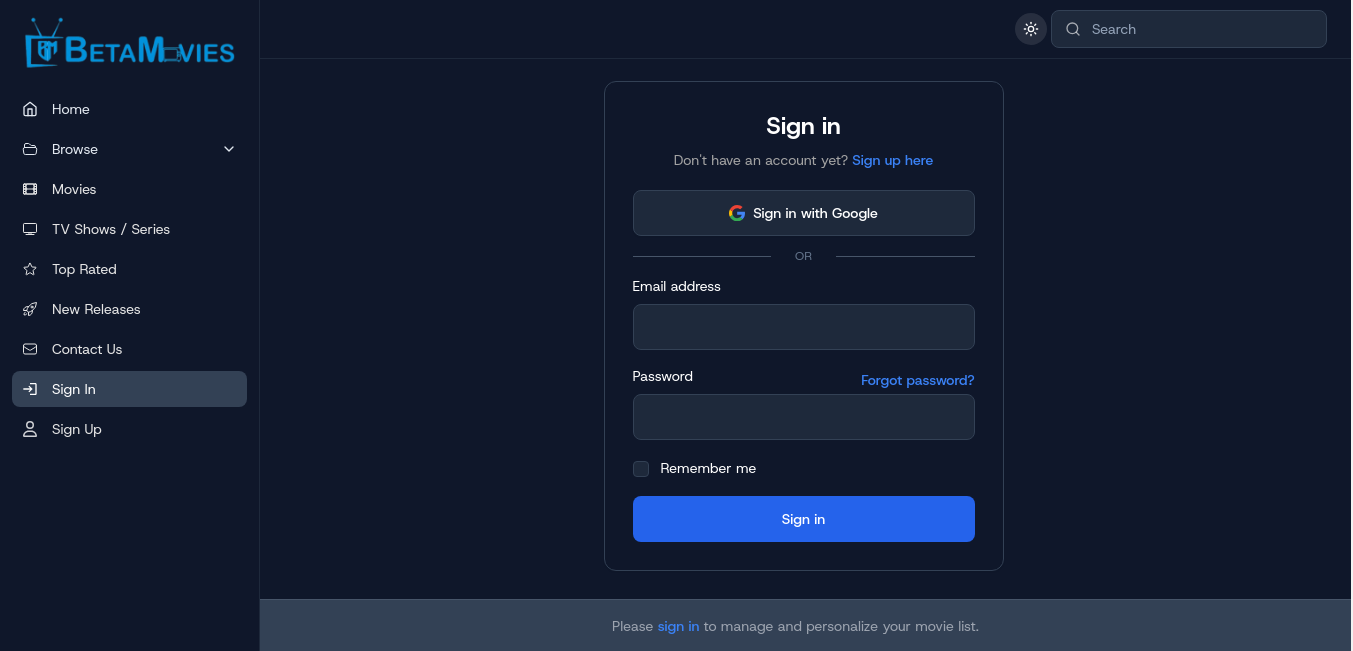 BETAMOVIES
Home
Browse
Movies
TV Shows / Series
Top Rated
New Releases
Contact Us
Sign In
Sign Up
Search
Sign in
Don't have an account yet? Sign up here
Sign in with Google
OR
Email address
Password
Forgot password?
Remember me
Sign in
Please sign in to manage and personalize your movie list.